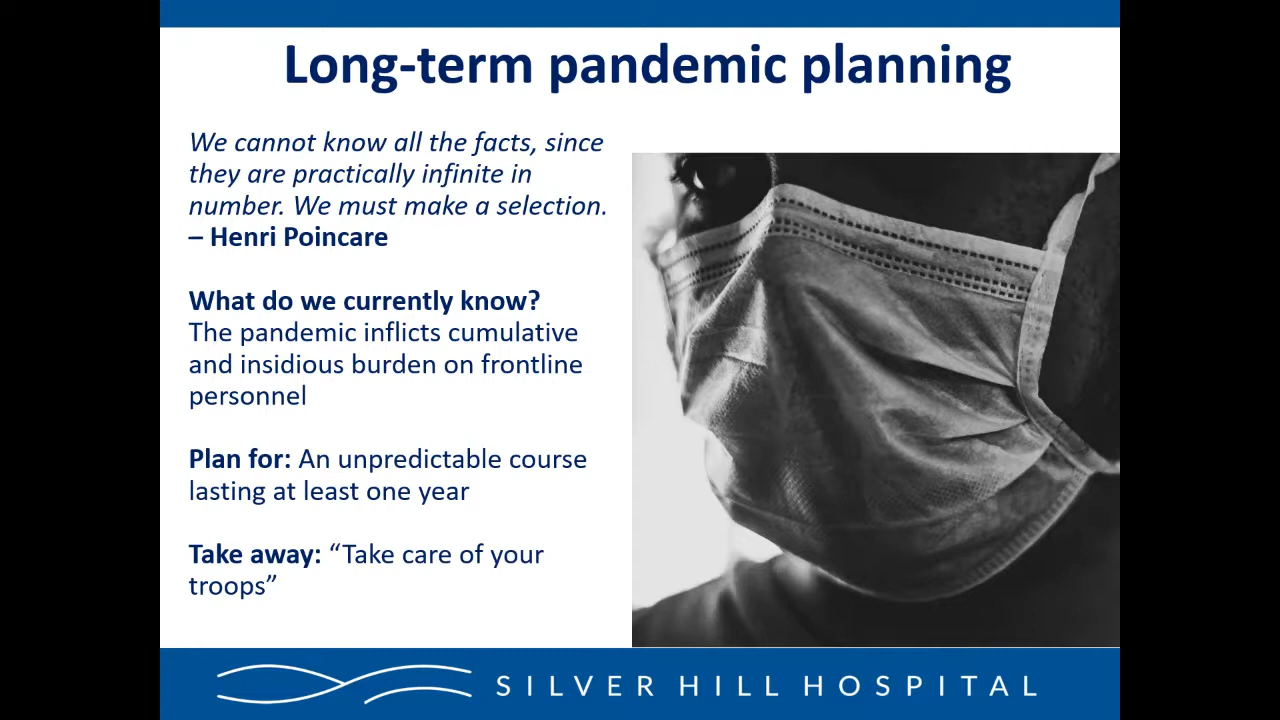 Long-term pandemic planning
We cannot know all the facts, since
they are practically infinite in
number. We must make a selection.
– Henri Poincare
What do we currently know?
The pandemic inflicts cumulative
and insidious burden on frontline
personnel
Plan for: An unpredictable course
lasting at least one year
Take away: “Take care of your
troops”
SILVER HILL HOSPITAL